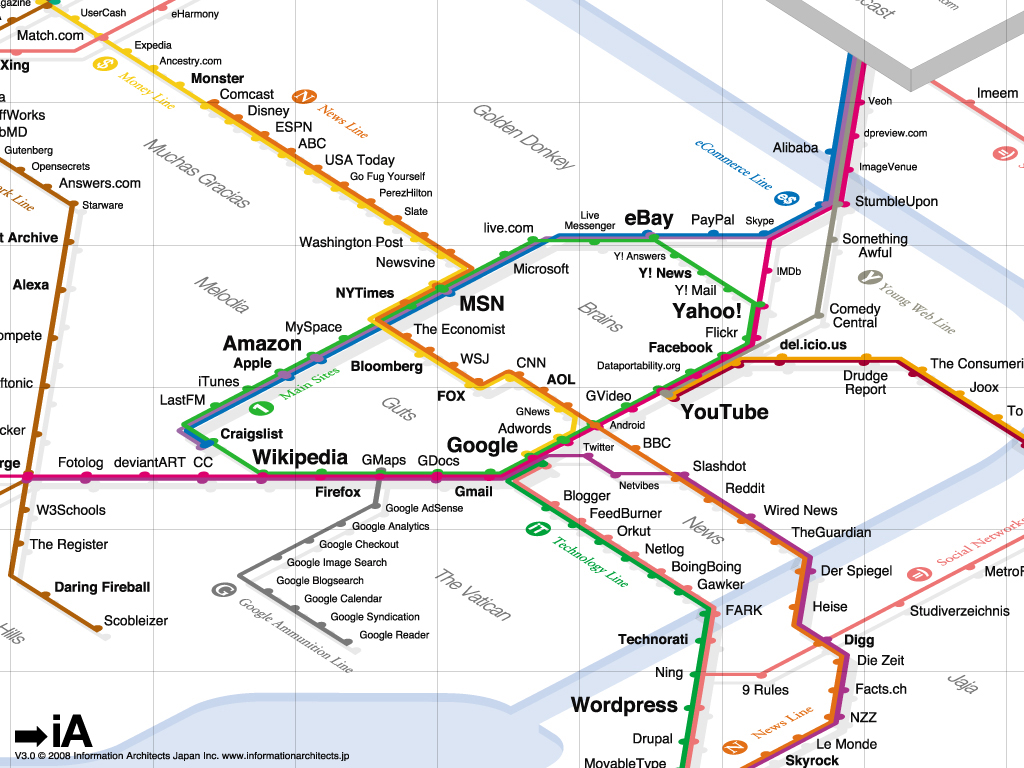 agazine
UserCash
eHarmony
Match.com
Xing
Expedia
Ancestry.com
Money Line
Monster
Comcast
Disney
ESPN
ABC
USA Today
Go Fug Yourself
PerezHilton
Slate
Washington Post
Newsvine
N
News Line
Golden Donkey
Muchas Gracias
Melodia
Brains
Guts
News
The Vatican
Hills
Jaja
cast
Imeem
Veoh
dpreview.com
ImageVenue
StumbleUpon
Alibaba
eCommerce Line
eS
ffWorks
bMD
Gutenberg
Opensecrets
Answers.com
Starware
rk Line
t Archive
Alexa
ompete
ftonic
cker
rge
live.com
Live
Messenger
eBay
PayPal
Skype
Microsoft
Y! Answers
Y! News
Y! Mail
IMDb
Yahoo!
Flickr
Facebook
Dataportability.org
Something
Awful
Y
Young Web Line
Comedy
Central
del.icio.us
Drudge
Report
The Consumeri
Joox
To
NYTimes
MSN
MySpace
Amazon
Apple
iTunes
LastFM
1
Main Sites
Craigslist
The Economist
Bloomberg
WSJ
CNN
FOX
AOL
GNews
Adwords
GVideo
YouTube
Android
BBC
Twitter
Netvibes
Slashdot
Reddit
Wired News
TheGuardian
Der Spiegel
Heise
Digg
Die Zeit
Facts.ch
NZZ
Le Monde
Skyrock
N
News Line
Social Networks
MetroF
Studiverzeichnis
Fotolog
deviantART
CC
Wikipedia
GMaps
GDocs
Google
Firefox
Gmail
W3Schools
The Register
Daring Fireball
Scobleizer
Google AdSense
Google Analytics
Google Checkout
Google Image Search
Google Blogsearch
Google Calendar
Google Syndication
Google Reader
G
Google Ammunition Line
iT
Technology Line
Blogger
FeedBurner
Orkut
Netlog
BoingBoing
Gawker
FARK
Technorati
Ning
9 Rules
Wordpress
Drupal
MovableType
iA
V3.0 © 2008 Information Architects Japan Inc. www.informationarchitects.jp